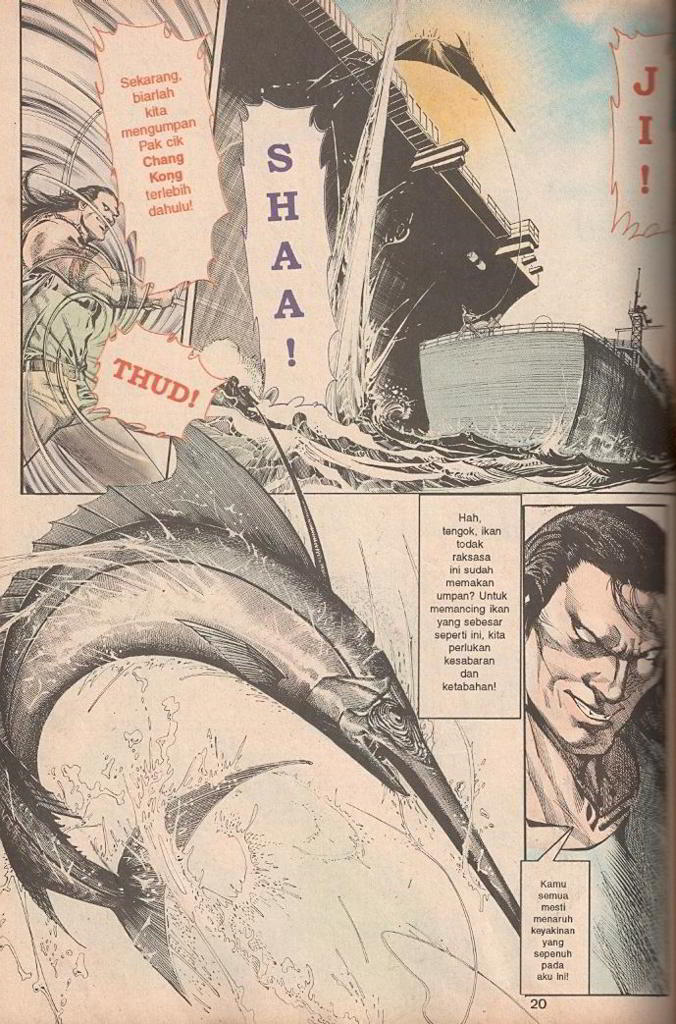 Sekarang,
biarlah
kita
mengumpan
Pak cik
Chang
Kong
terlebih
dahulu!
SHAA!
JI!
THUD!
Hah,
tengok, ikan
todak
raksasa
ini sudah
memakan
umpan? Untuk
memancing ikan
yang sebesar
seperti ini, kita
perlukan
kesabaran
dan
ketabahan!
Kamu
semua
mesti
menaruh
keyakinan
yang
sepenuh
pada
aku ini!
20